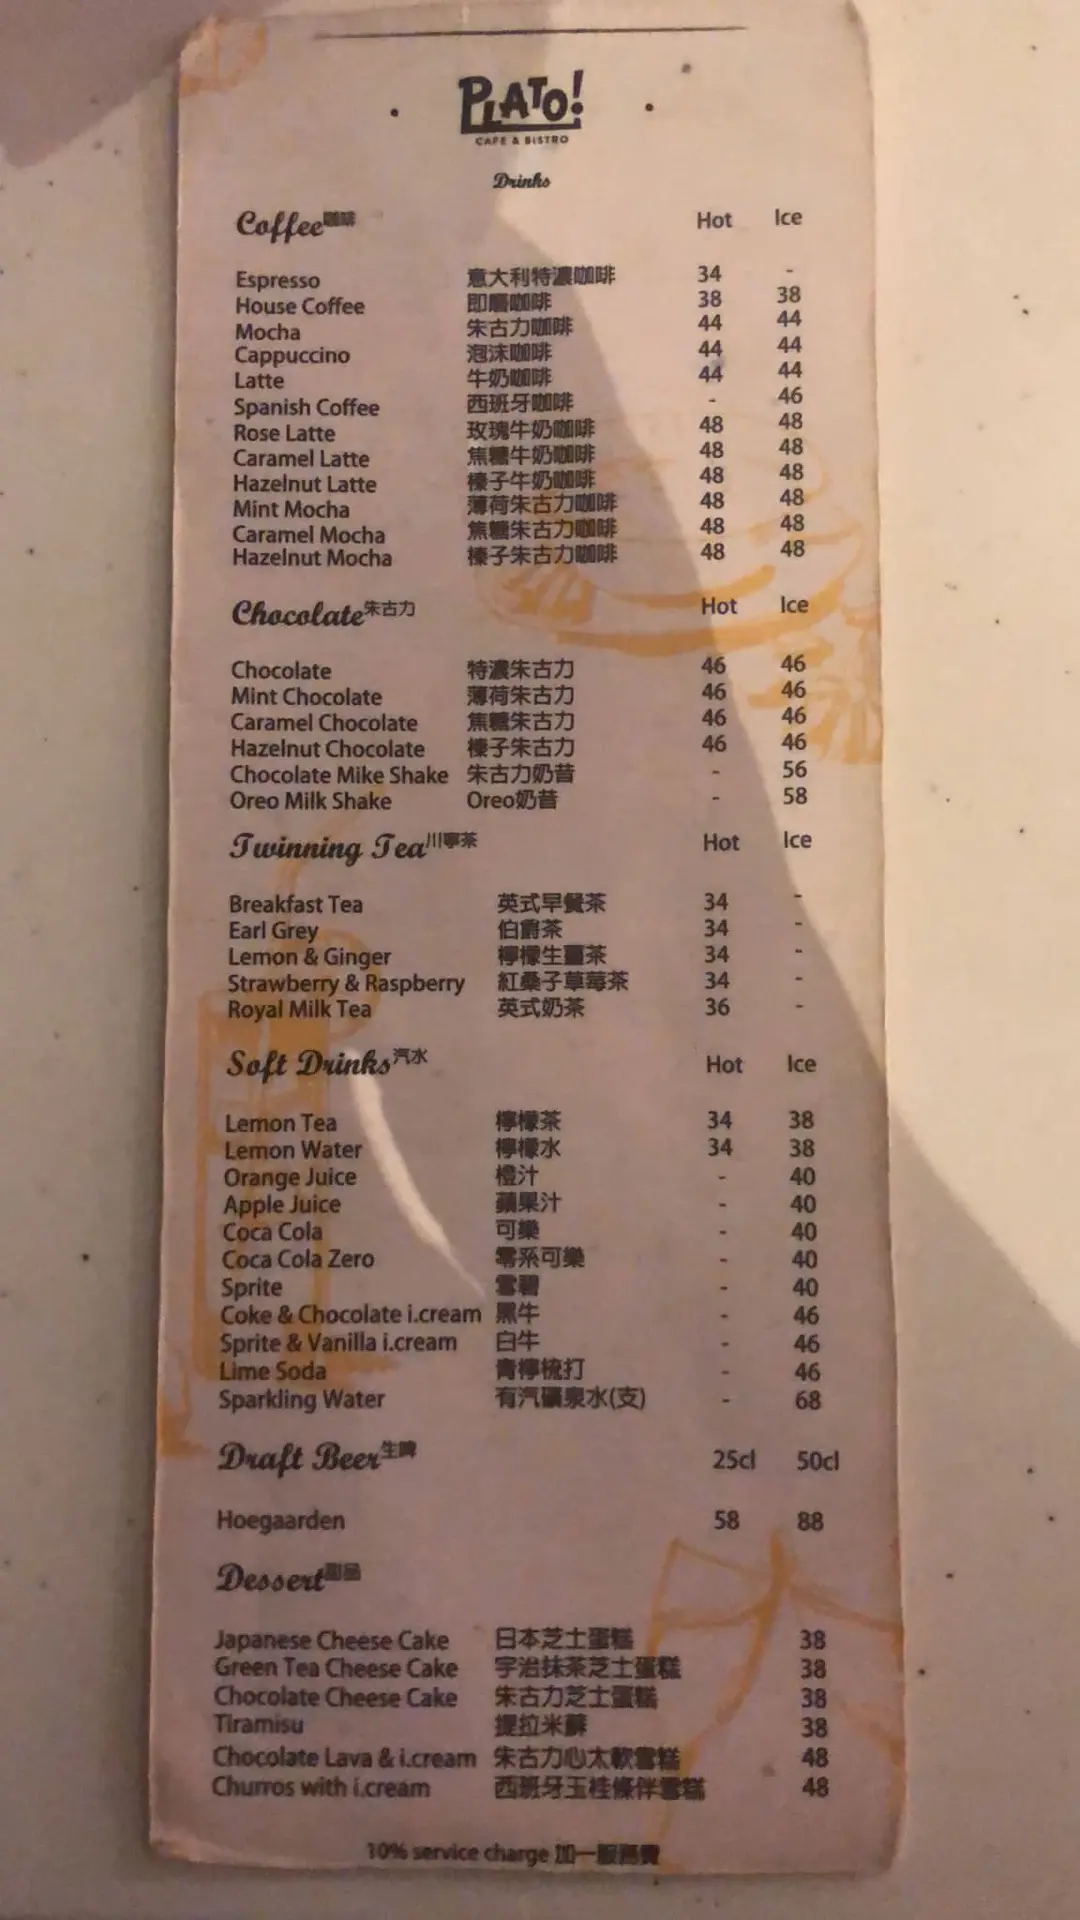 PLATO!
CAFE & BISTRO
Drinks
Coffee咖啡 Hot Ice
Espresso 意大利特濃咖啡 34 -
House Coffee 即磨咖啡 38 38
Mocha 朱古力咖啡 44 44
Cappuccino 泡沫咖啡 44 44
Latte 牛奶咖啡 44 44
Spanish Coffee 西班牙咖啡 - 46
Rose Latte 玫瑰牛奶咖啡 48 48
Caramel Latte 焦糖牛奶咖啡 48 48
Hazelnut Latte 榛子牛奶咖啡 48 48
Mint Mocha 薄荷朱古力咖啡 48 48
Caramel Mocha 焦糖朱古力咖啡 48 48
Hazelnut Mocha 榛子朱古力咖啡 48 48
Chocolate朱古力 Hot Ice
Chocolate 特濃朱古力 46 46
Mint Chocolate 薄荷朱古力 46 46
Caramel Chocolate 焦糖朱古力 46 46
Hazelnut Chocolate 榛子朱古力 46 46
Chocolate Mike Shake 朱古力奶昔 - 56
Oreo Milk Shake Oreo奶昔 - 58
Twinning Tea川寧茶 Hot Ice
Breakfast Tea 英式早餐茶 34 -
Earl Grey 伯爵茶 34 -
Lemon & Ginger 檸檬生薑茶 34 -
Strawberry & Raspberry 紅桑子草莓茶 34 -
Royal Milk Tea 英式奶茶 36 -
Soft Drinks汽水 Hot Ice
Lemon Tea 檸檬茶 34 38
Lemon Water 檸檬水 34 38
Orange Juice 橙汁 - 40
Apple Juice 蘋果汁 - 40
Coca Cola 可樂 - 40
Coca Cola Zero 零系可樂 - 40
Sprite 雪碧 - 40
Coke & Chocolate i.cream 黑牛 - 46
Sprite & Vanilla i.cream 白牛 - 46
Lime Soda 青檸梳打 - 46
Sparkling Water 有汽礦泉水(支) - 68
Draft Beer生啤 25cl 50cl
Hoegaarden 58 88
Dessert甜品
Japanese Cheese Cake 日本芝士蛋糕 38
Green Tea Cheese Cake 宇治抹茶芝士蛋糕 38
Chocolate Cheese Cake 朱古力芝士蛋糕 38
Tiramisu 提拉米蘇 38
Chocolate Lava & i.cream 朱古力心太軟雪糕 48
Churros with i.cream 西班牙玉桂條伴雪糕 48
10% service charge 加一服務費